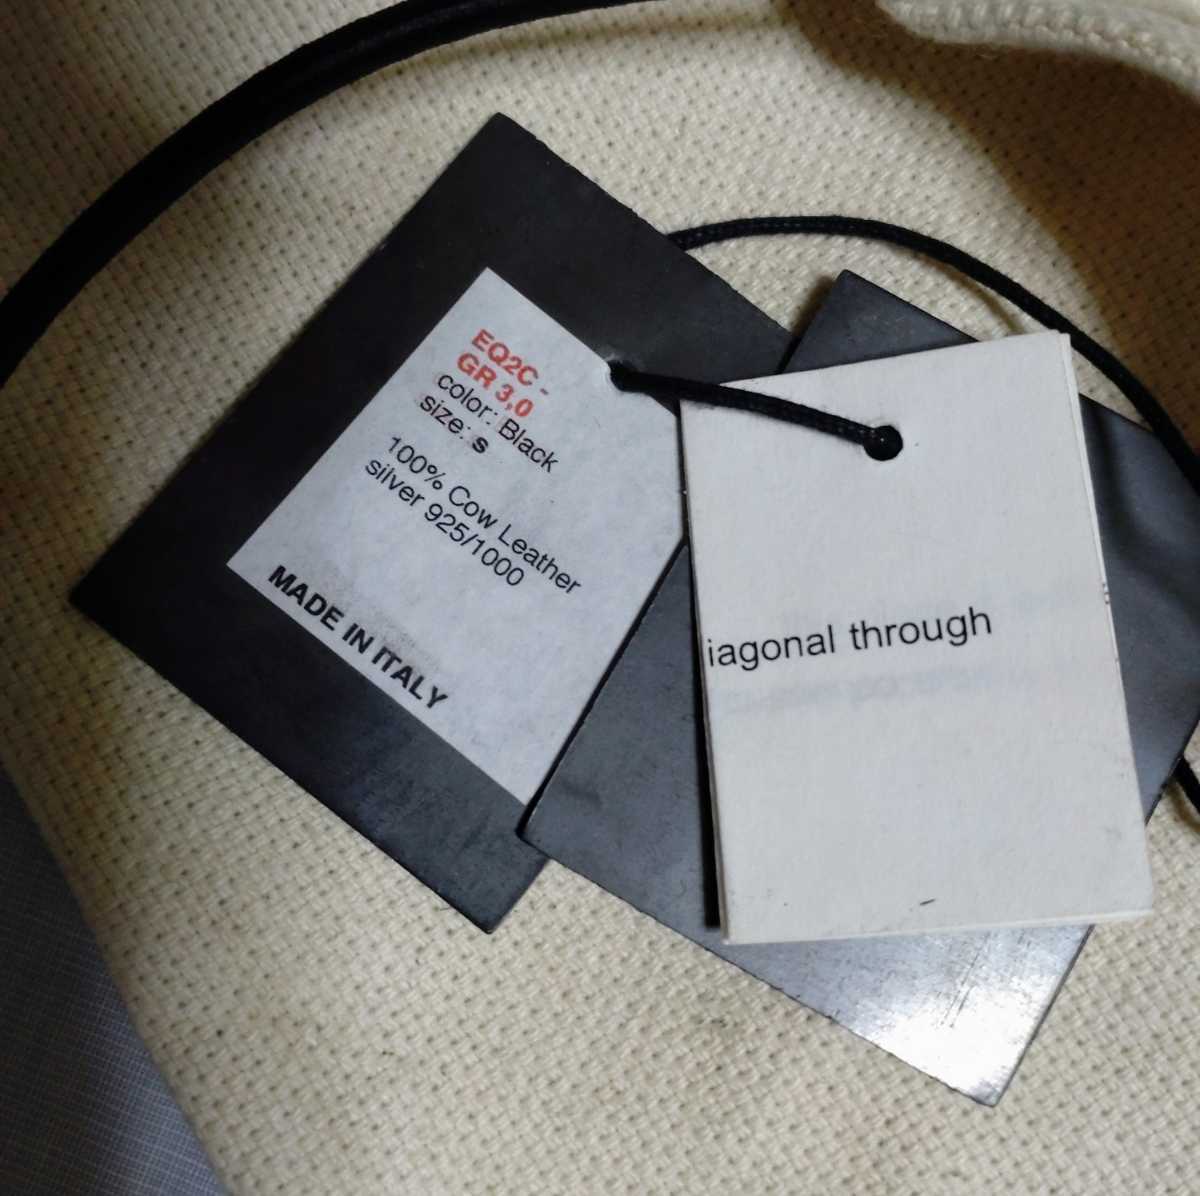 EQ2C -
GR 3,0
color: Black
size: s
100% Cow Leather
silver 925/1000
MADE IN ITALY
iagonal through